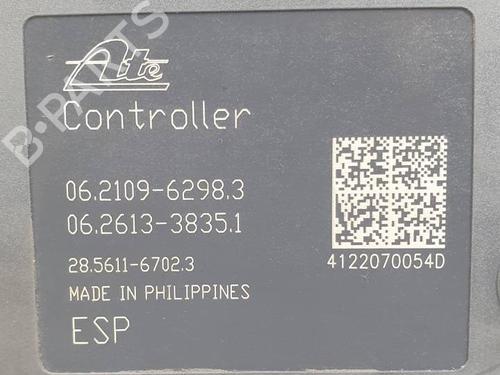 Ate
Controller
06.2109-6298.3
06.2613-3835.1
28.5611-6702.3
4122070054D
MADE IN PHILIPPINES
ESP
B-PARTS